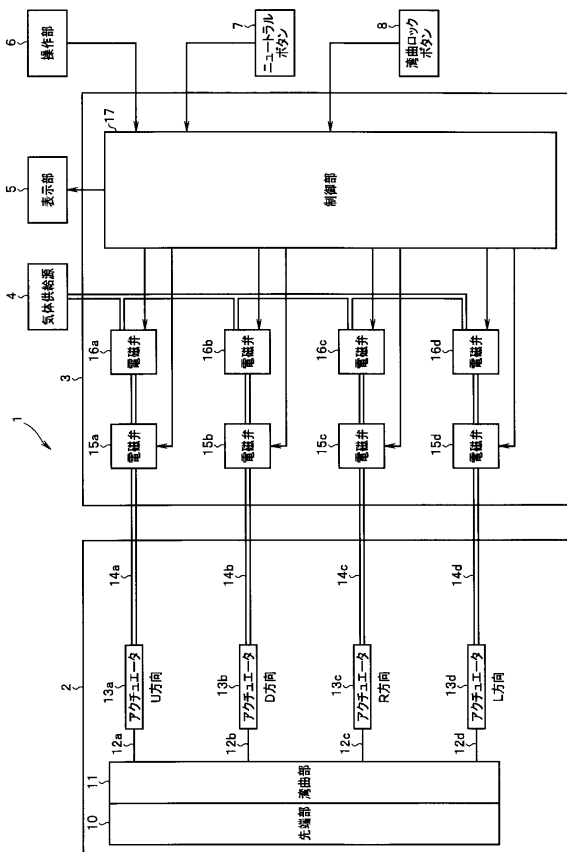 1
2
3
4
気体供給源
5
表示部
6
操作部
7
ニュートラル
ボタン
8
湾曲ロック
ボタン
17
制御部
10
先端部
11
湾曲部
12a
13a
アクチュエータ
U方向
14a
15a
電磁弁
16a
電磁弁
12b
13b
アクチュエータ
D方向
14b
15b
電磁弁
16b
電磁弁
12c
13c
アクチュエータ
R方向
14c
15c
電磁弁
16c
電磁弁
12d
13d
アクチュエータ
L方向
14d
15d
電磁弁
16d
電磁弁